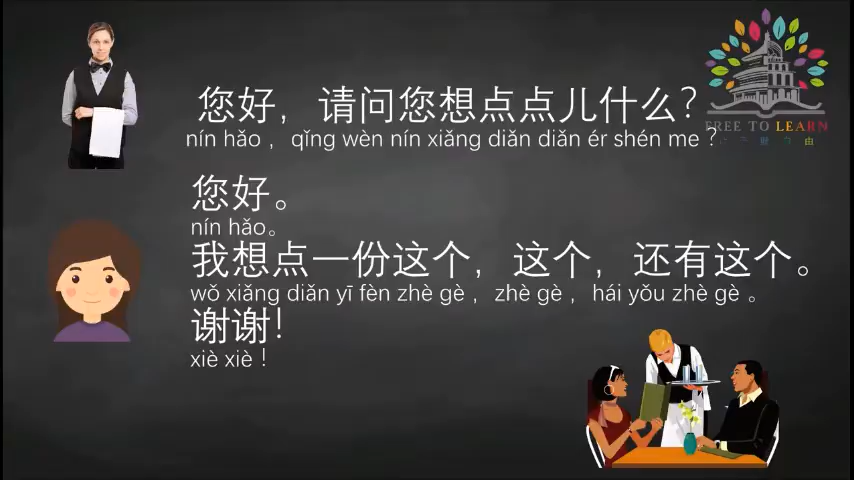 您好，请问您想点点儿什么？
nín hǎo， qǐng wèn nín xiǎng diǎn diǎn ér shén me？
您好。
nín hǎo。
我想点一份这个，这个，还有这个。
wǒ xiǎng diǎn yī fèn zhè gè， zhè gè， hái yǒu zhè gè 。
谢谢！
xiè xiè！
FREE TO LEARN